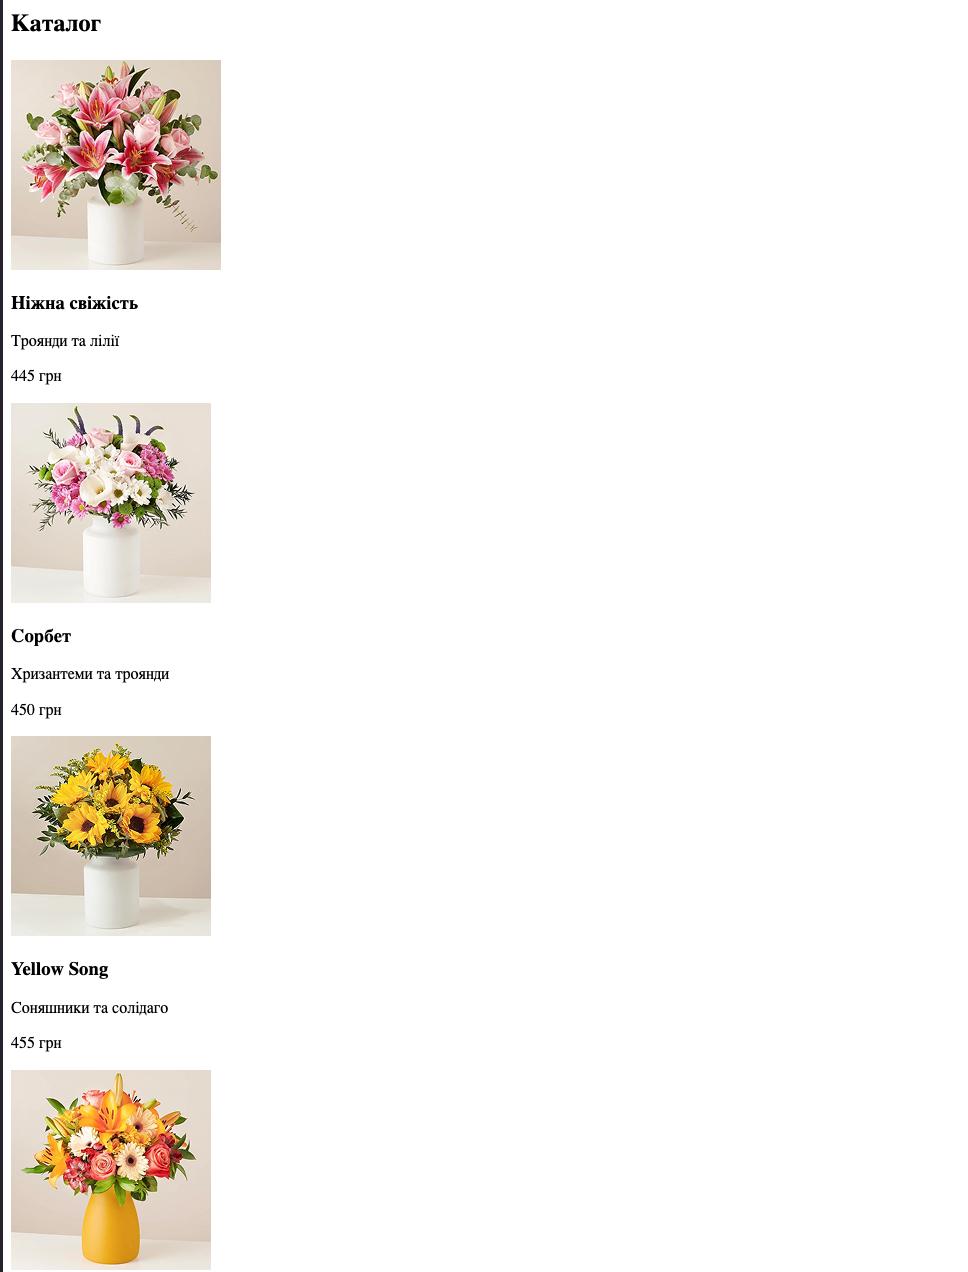 Каталог
Ніжна свіжість
Троянди та лілії
445 грн
Сорбет
Хризантеми та троянди
450 грн
Yellow Song
Соняшники та солідаго
455 грн